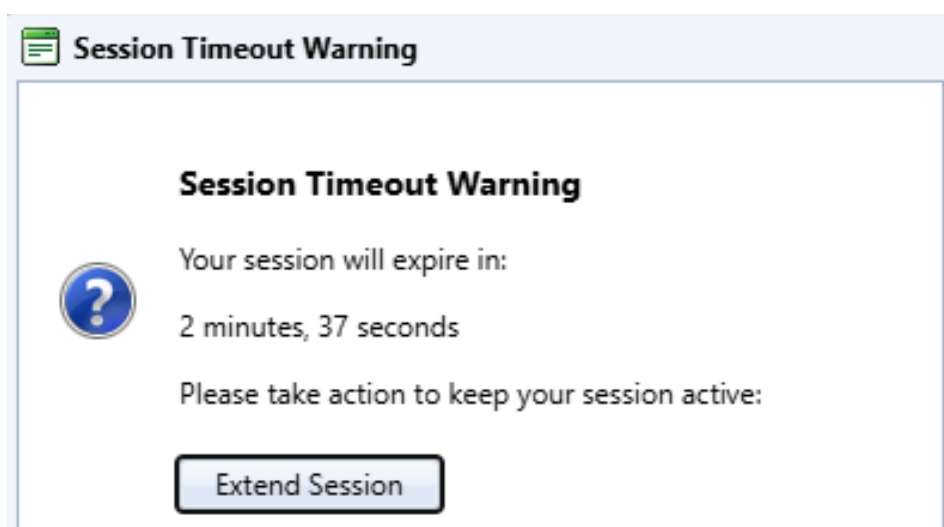 Session Timeout Warning
Session Timeout Warning
Your session will expire in:
2 minutes, 37 seconds
Please take action to keep your session active:
Extend Session